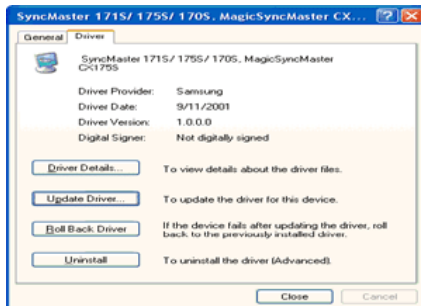 SyncMaster 171S/ 175S/ 170S, MagicSyncMaster CX...
General Driver
SyncMaster 171S/ 175S/ 170S, MagicSyncMaster
CX175S
Driver Provider: Samsung
Driver Date: 9/11/2001
Driver Version: 1.0.0.0
Digital Signer: Not digitally signed
Driver Details... To view details about the driver files.
Update Driver... To update the driver for this device.
Roll Back Driver If the device fails after updating the driver, roll
back to the previously installed driver.
Uninstall To uninstall the driver (Advanced).
Close Cancel